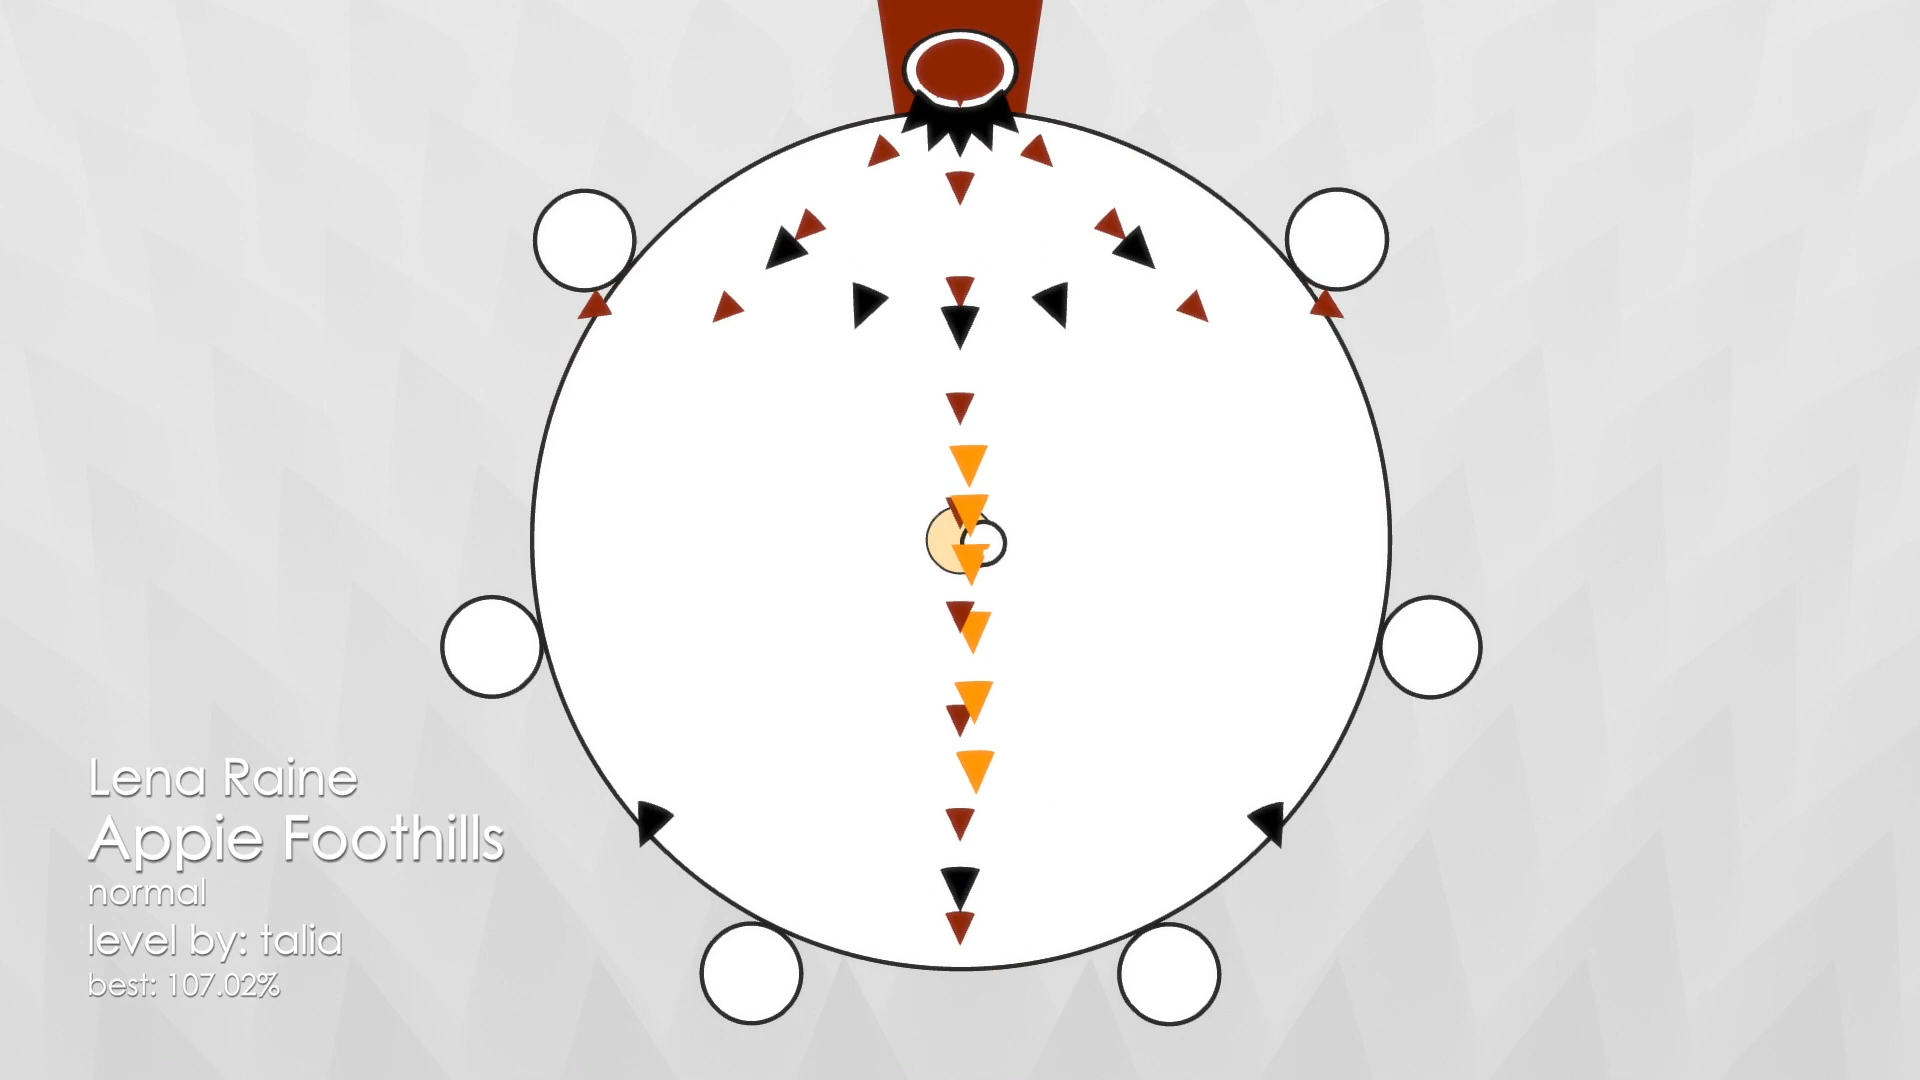 Lena Raine
Appie Foothills
normal
level by: talia
best: 107.02%